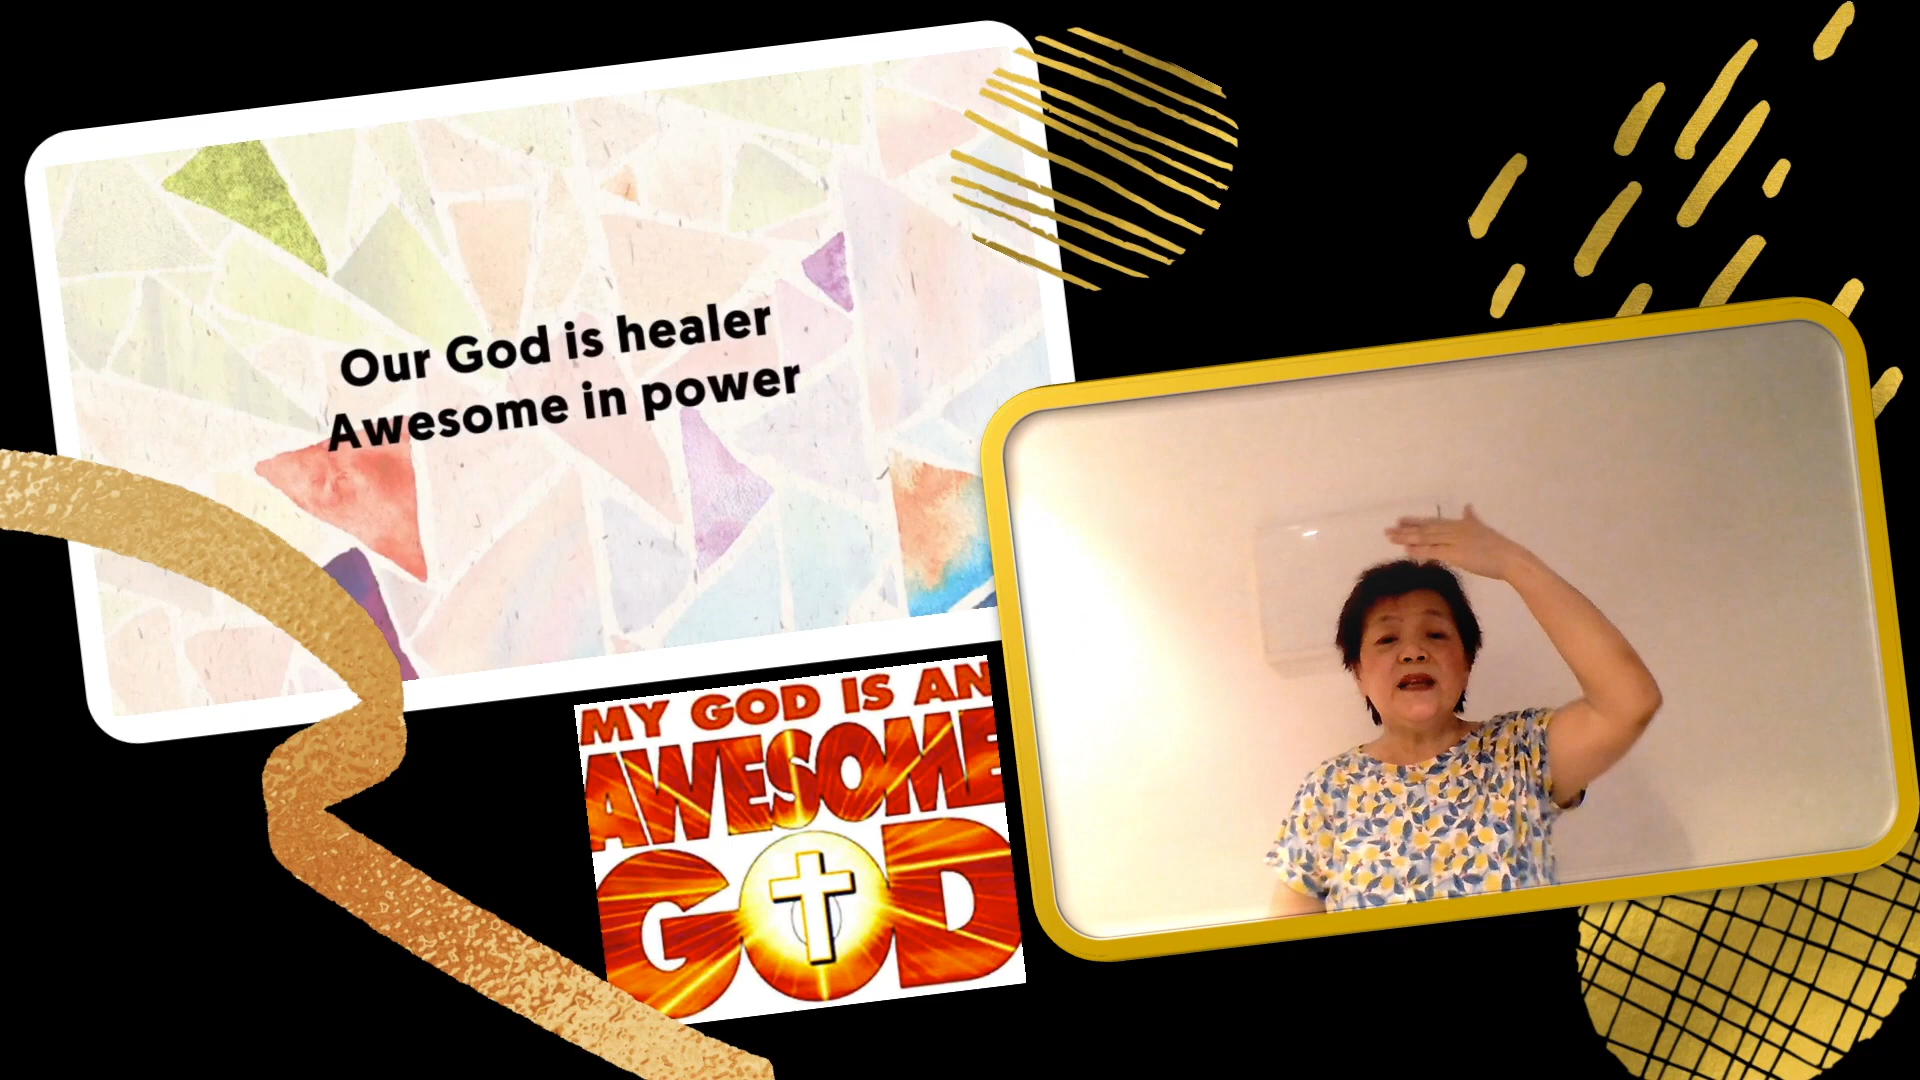 Our God is healer
Awesome in power
MY GOD IS AN
AWESOME
GOD